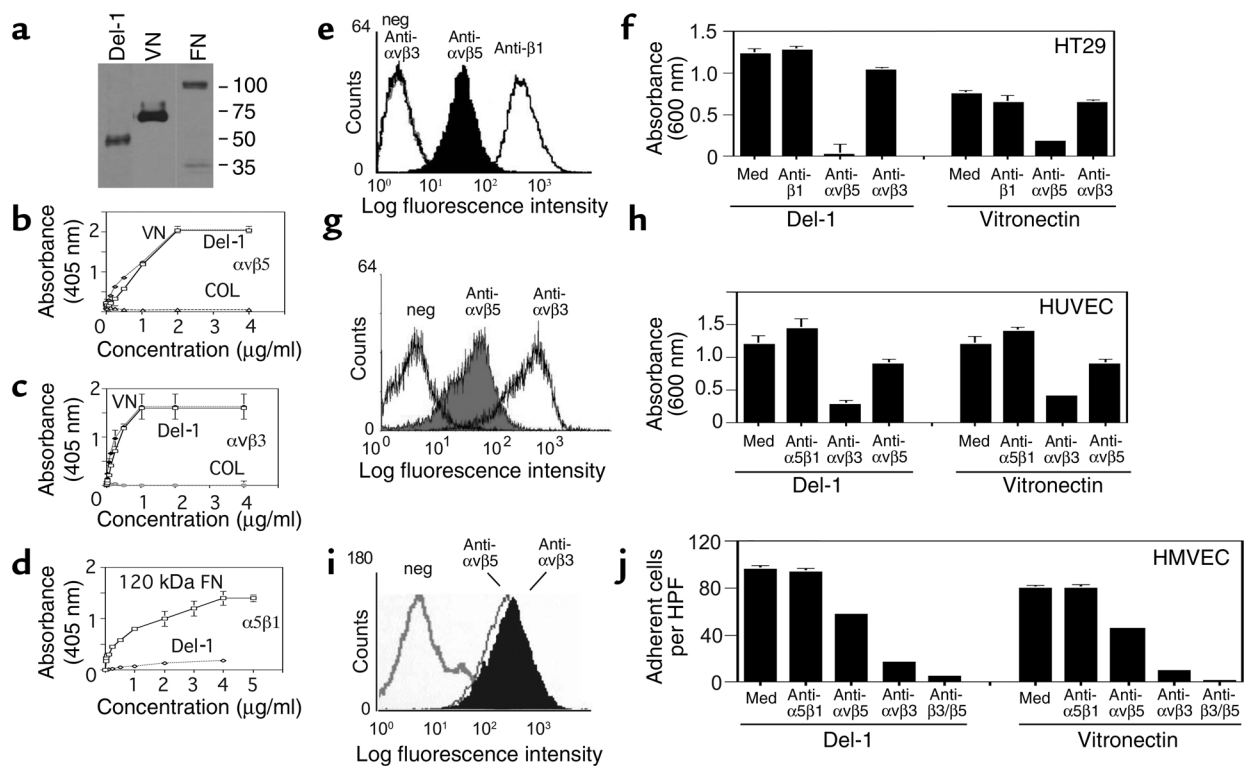 a
Del-1
VN
FN
- 100
- 75
- 50
- 35
b
Absorbance
(405 nm)
2
1
0
VN
Del-1
αvβ5
COL
0 1 2 3 4 5
Concentration (μg/ml)
c
Absorbance
(405 nm)
2
1
0
VN
Del-1
αvβ3
COL
0 1 2 3 4 5
Concentration (μg/ml)
d
Absorbance
(405 nm)
2
1
0
120 kDa FN
α5β1
Del-1
1 2 3 4 5
Concentration (μg/ml)
e
64
Counts
0
neg
Anti-
αvβ3
Anti-
αvβ5
Anti-β1
10⁰ 10¹ 10² 10³
Log fluorescence intensity
f
HT29
Absorbance
(600 nm)
1.5
1.0
0.5
0
Med Anti-β1 Anti-αvβ5 Anti-αvβ3
Med Anti-β1 Anti-αvβ5 Anti-αvβ3
Del-1 Vitronectin
g
64
Counts
0
neg
Anti-
αvβ5
Anti-
αvβ3
10⁰ 10¹ 10² 10³
Log fluorescence intensity
h
HUVEC
Absorbance
(600 nm)
1.5
1.0
0.5
0
Med Anti-α5β1 Anti-αvβ3 Anti-αvβ5
Med Anti-α5β1 Anti-αvβ3 Anti-αvβ5
Del-1 Vitronectin
i
180
Counts
0
neg
Anti-
αvβ5
Anti-
αvβ3
10⁰ 10¹ 10² 10³
Log fluorescence intensity
j
HMVEC
Adherent cells
per HPF
120
80
40
0
Med Anti-α5β1 Anti-αvβ5 Anti-αvβ3 Anti-β3/β5
Med Anti-α5β1 Anti-αvβ5 Anti-αvβ3 Anti-β3/β5
Del-1 Vitronectin